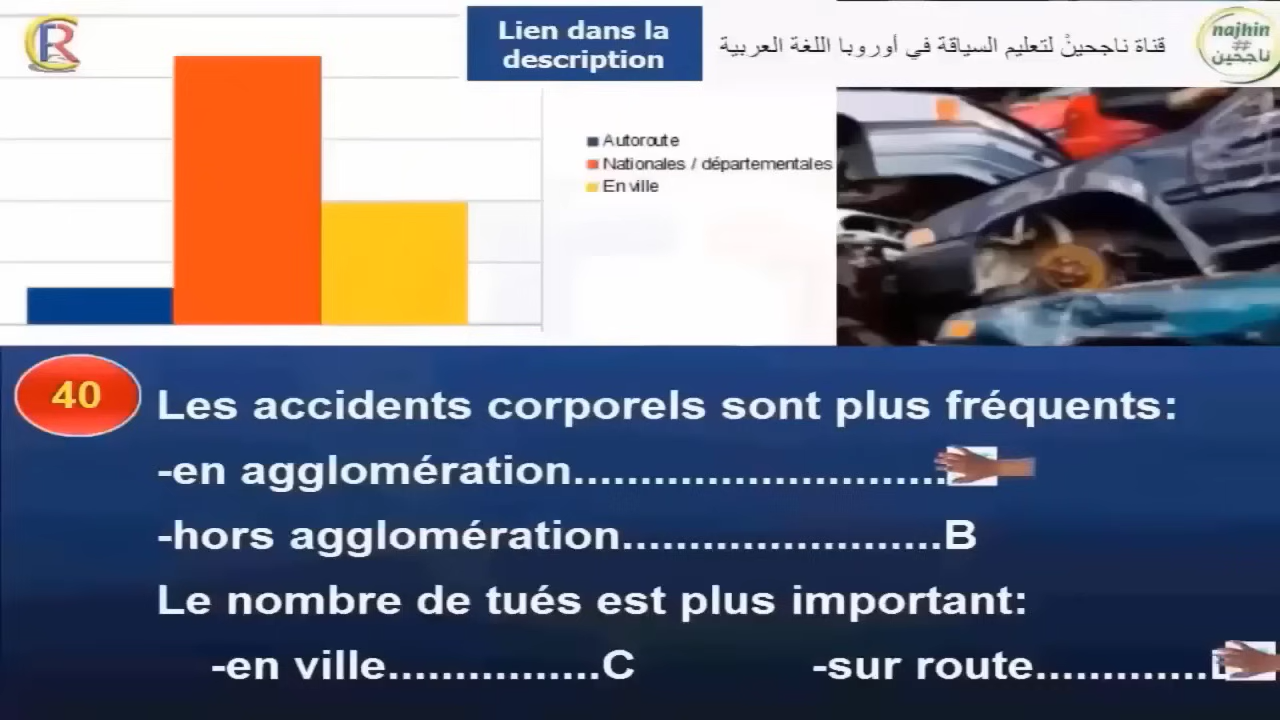 Lien dans la
description
قناة ناجحينْ لتعليم السياقة في أوروبا اللغة العربية
najhin
##
ناجحين
Autoroute
Nationales / départementales
En ville
40
Les accidents corporels sont plus fréquents:
-en agglomération............................
-hors agglomération........................B
Le nombre de tués est plus important:
-en ville................C
-sur route.............